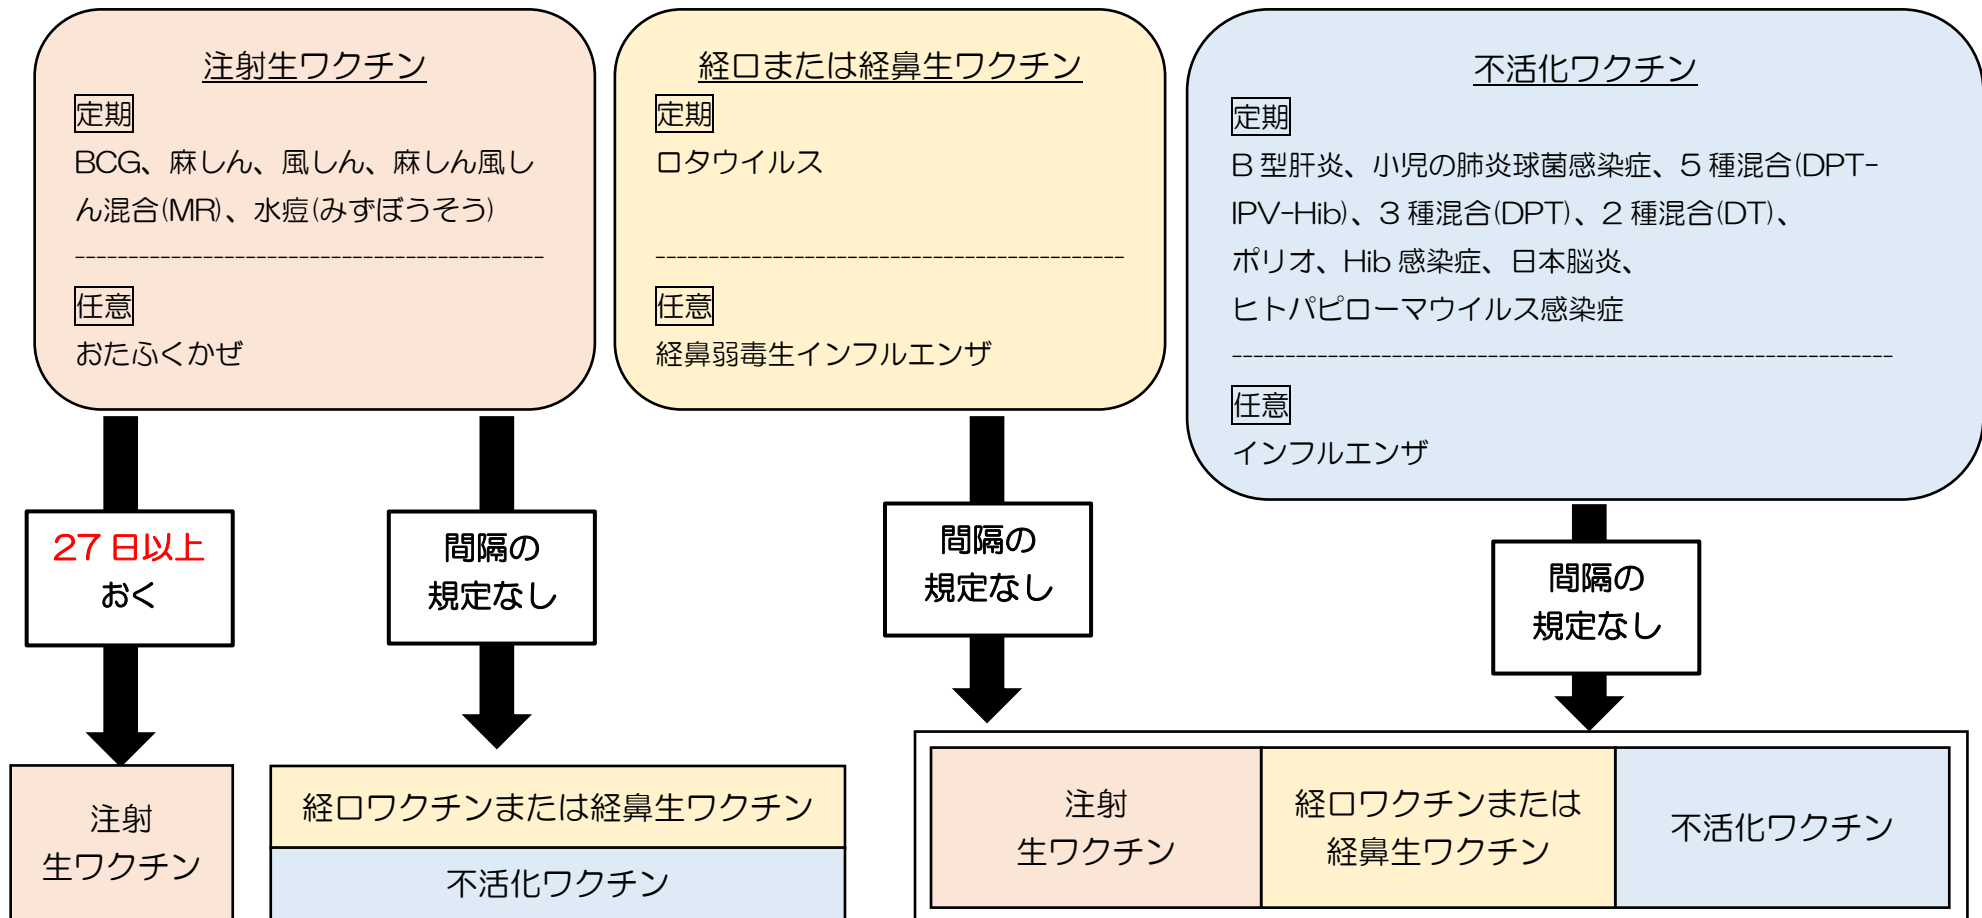 注射生ワクチン
定期
BCG、麻しん、風しん、麻しん風し
ん混合(MR)、水痘(みずぼうそう)
--------------------------------------------
任意
おたふくかぜ
経口または経鼻生ワクチン
定期
ロタウイルス
--------------------------------------------
任意
経鼻弱毒生インフルエンザ
不活化ワクチン
定期
B 型肝炎、小児の肺炎球菌感染症、5 種混合(DPT-
IPV-Hib)、3 種混合(DPT)、2 種混合(DT)、
ポリオ、Hib 感染症、日本脳炎、
ヒトパピローマウイルス感染症
--------------------------------------------------------------
任意
インフルエンザ
27 日以上
おく
間隔の
規定なし
間隔の
規定なし
間隔の
規定なし
注射
生ワクチン
経口ワクチンまたは経鼻生ワクチン
不活化ワクチン
注射
生ワクチン
経口ワクチンまたは
経鼻生ワクチン
不活化ワクチン